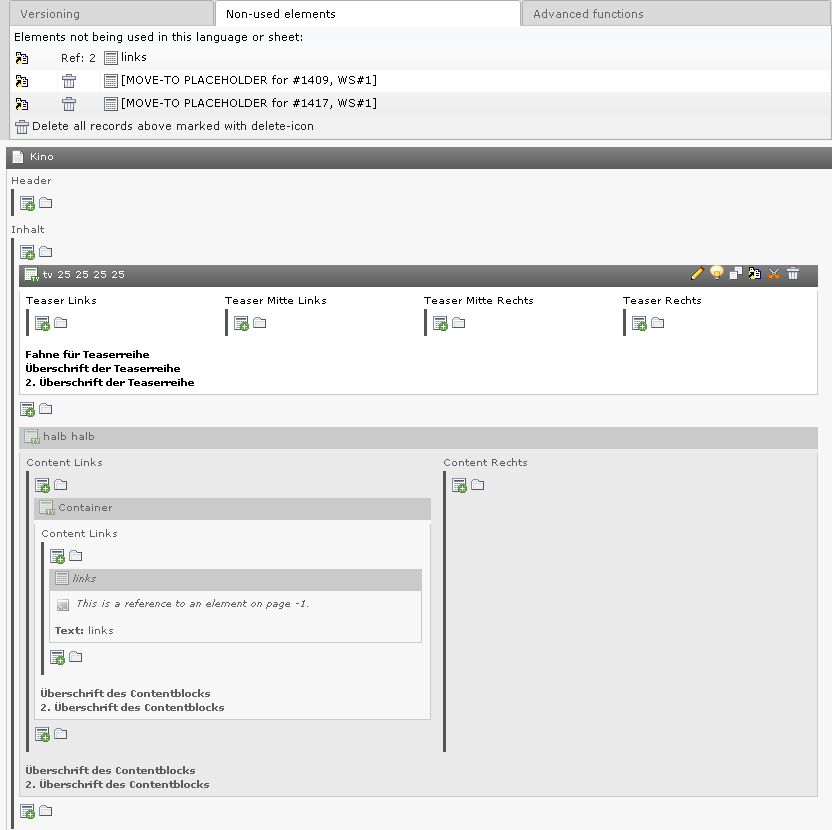 Versioning Non-used elements Advanced functions
Elements not being used in this language or sheet:
Ref: 2 links
[MOVE-TO PLACEHOLDER for #1409, WS#1]
[MOVE-TO PLACEHOLDER for #1417, WS#1]
Delete all records above marked with delete-icon
Kino
Header
Inhalt
tv 25 25 25 25
Teaser Links Teaser Mitte Links Teaser Mitte Rechts Teaser Rechts
Fahne für Teaserreihe
Überschrift der Teaserreihe
2. Überschrift der Teaserreihe
halb halb
Content Links Content Rechts
Container
Content Links
links
This is a reference to an element on page -1.
Text: links
Überschrift des Contentblocks
2. Überschrift des Contentblocks
Überschrift des Contentblocks
2. Überschrift des Contentblocks